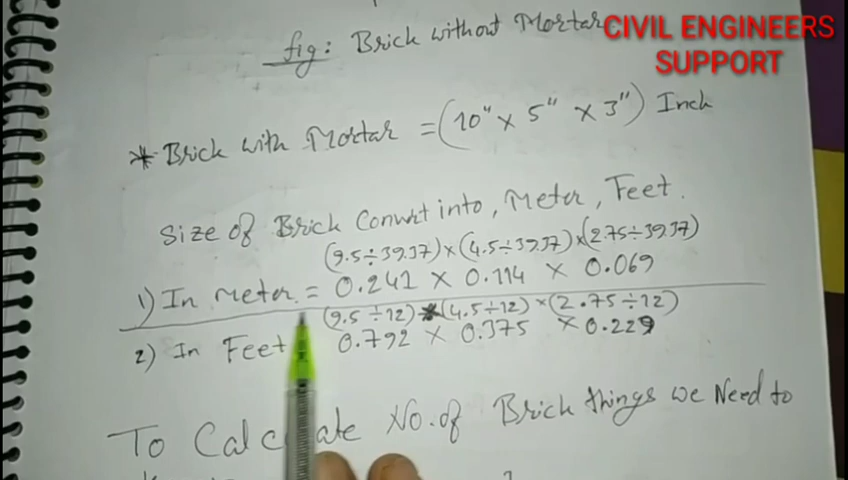 fig: Brick without Mortar
CIVIL ENGINEERS
SUPPORT
* Brick with Mortar = (10" × 5" × 3") Inch
Size of Brick Convert into, Meter, Feet.
(9.5÷39.37)×(4.5÷39.37)×(2.75÷39.37)
1) In meter = 0.241 × 0.114 × 0.069
(9.5÷12)×(4.5÷12)×(2.75÷12)
2) In Feet 0.792 × 0.375 × 0.229
To Calc ate No. of Brick things we Need to